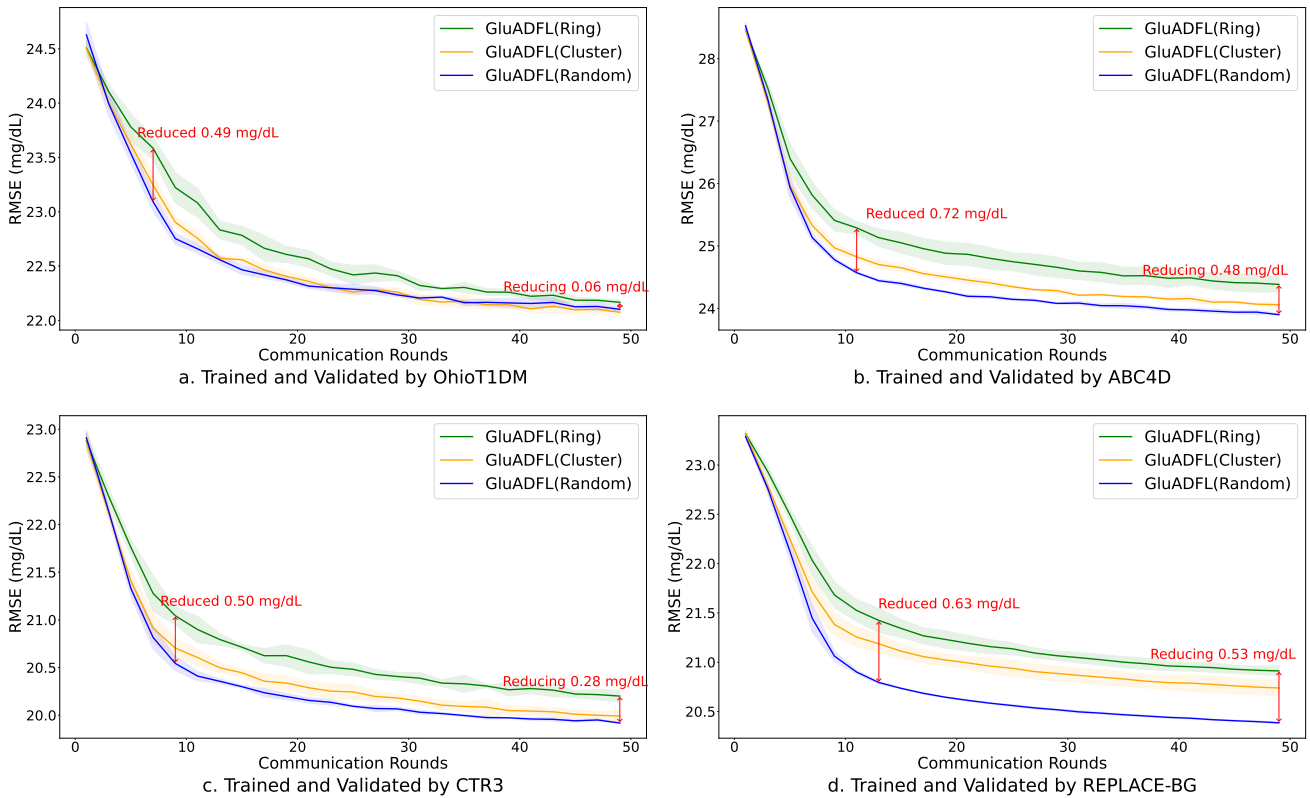 GluADFL(Ring)
GluADFL(Cluster)
GluADFL(Random)
Reduced 0.49 mg/dL
Reducing 0.06 mg/dL
RMSE (mg/dL)
24.5
24.0
23.5
23.0
22.5
22.0
0 10 20 30 40 50
Communication Rounds
a. Trained and Validated by OhioT1DM
GluADFL(Ring)
GluADFL(Cluster)
GluADFL(Random)
Reduced 0.72 mg/dL
Reducing 0.48 mg/dL
RMSE (mg/dL)
28
27
26
25
24
0 10 20 30 40 50
Communication Rounds
b. Trained and Validated by ABC4D
GluADFL(Ring)
GluADFL(Cluster)
GluADFL(Random)
Reduced 0.50 mg/dL
Reducing 0.28 mg/dL
RMSE (mg/dL)
23.0
22.5
22.0
21.5
21.0
20.5
20.0
0 10 20 30 40 50
Communication Rounds
c. Trained and Validated by CTR3
GluADFL(Ring)
GluADFL(Cluster)
GluADFL(Random)
Reduced 0.63 mg/dL
Reducing 0.53 mg/dL
RMSE (mg/dL)
23.0
22.5
22.0
21.5
21.0
20.5
0 10 20 30 40 50
Communication Rounds
d. Trained and Validated by REPLACE-BG